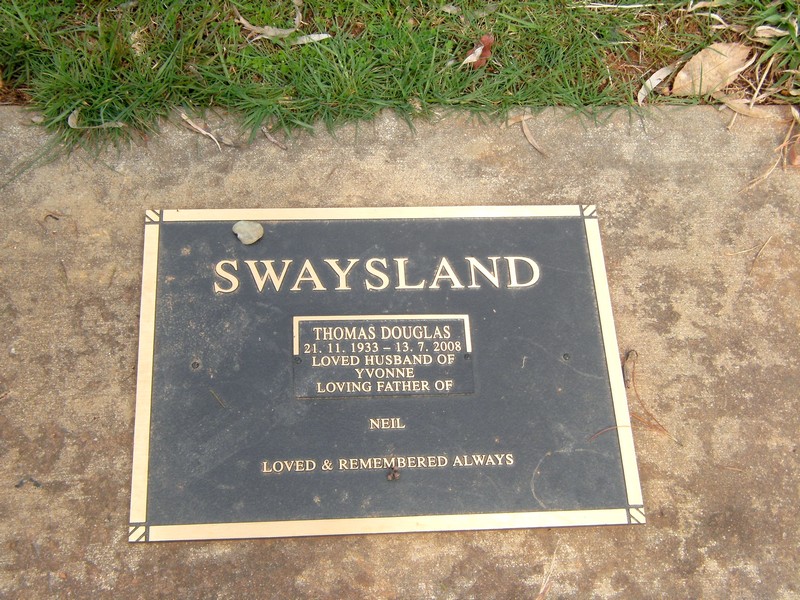 SWAYSLAND
THOMAS DOUGLAS
21. 11. 1933 – 13. 7. 2008
LOVED HUSBAND OF
YVONNE
LOVING FATHER OF
NEIL
LOVED & REMEMBERED ALWAYS